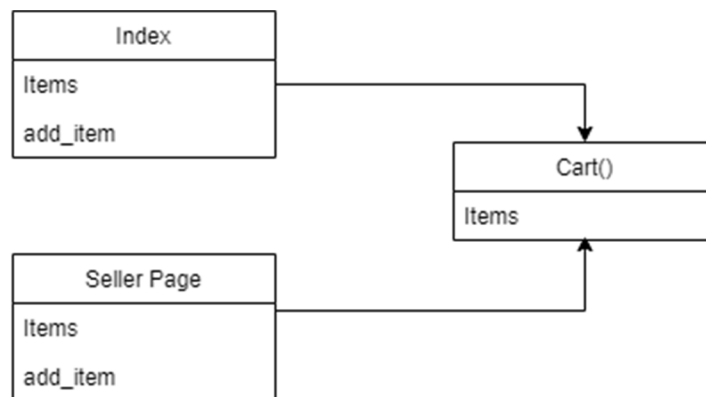 Index
Items
add_item
Cart()
Items
Seller Page
Items
add_item